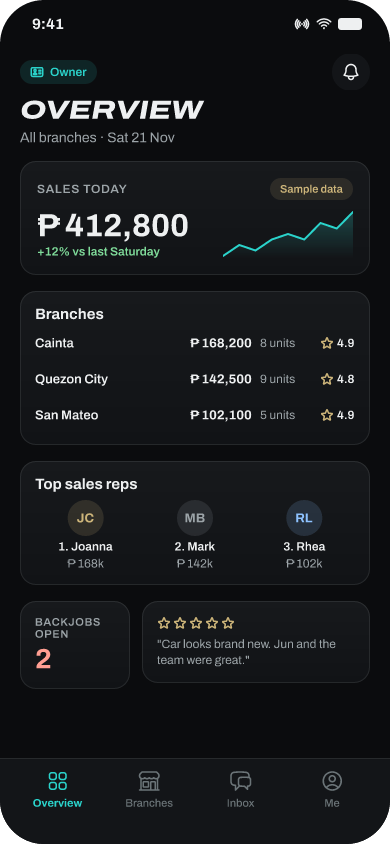 9:41
Owner
OVERVIEW
All branches · Sat 21 Nov
SALES TODAY
Sample data
₱412,800
+12% vs last Saturday
Branches
Cainta ₱168,200 8 units 4.9
Quezon City ₱142,500 9 units 4.8
San Mateo ₱102,100 5 units 4.9
Top sales reps
JC MB RL
1. Joanna 2. Mark 3. Rhea
₱168k ₱142k ₱102k
BACKJOBS
OPEN
2
"Car looks brand new. Jun and the
team were great."
Overview Branches Inbox Me